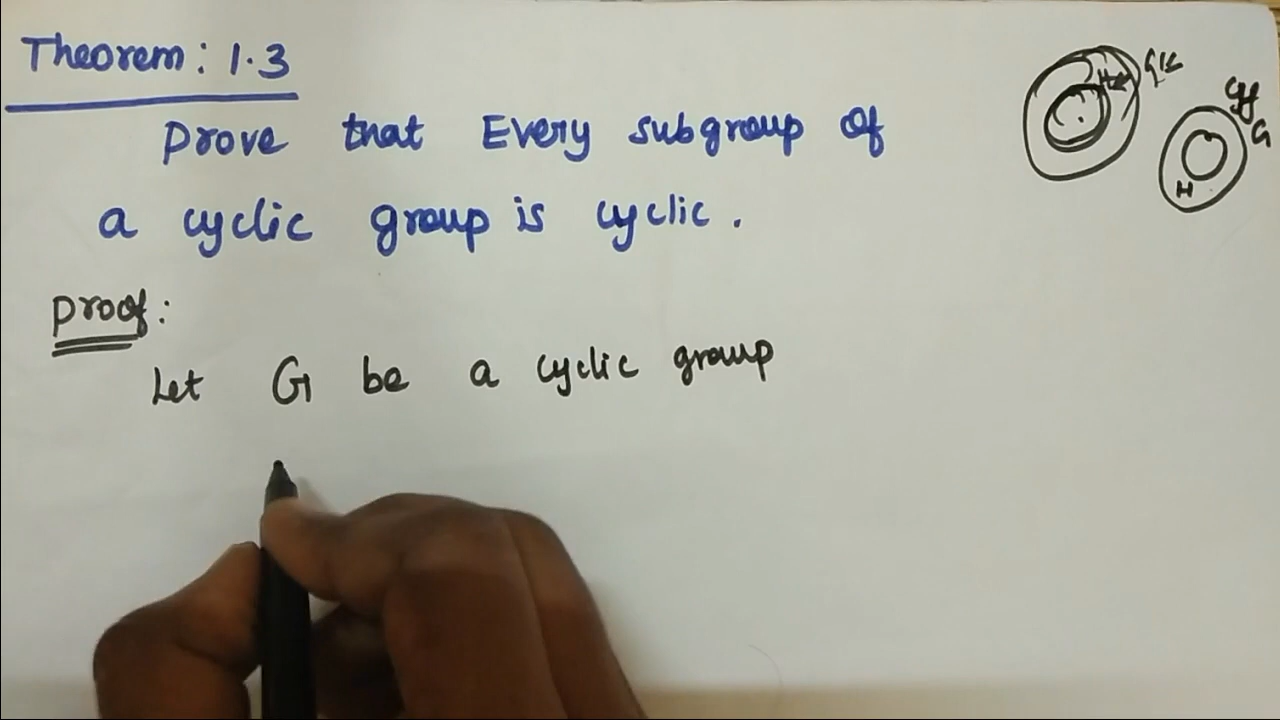 Theorem: 1.3
Prove that Every subgroup of
a cyclic group is cyclic.
Proof:
Let G be a cyclic group
G
H